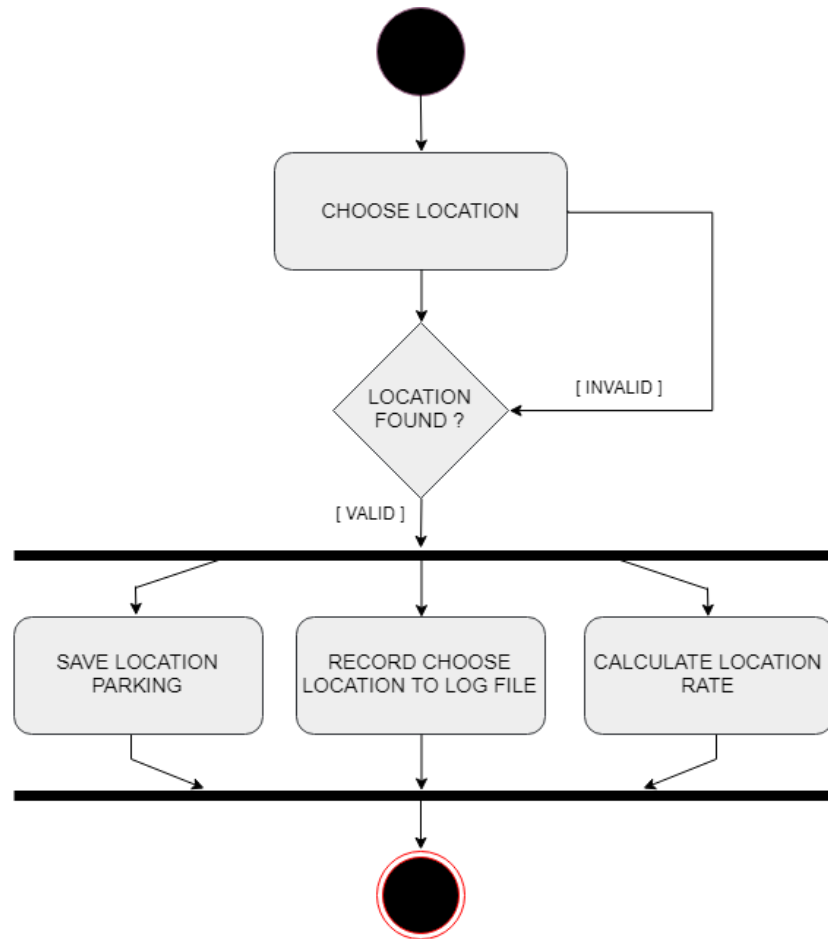 CHOOSE LOCATION
LOCATION
FOUND ?
[ INVALID ]
[ VALID ]
SAVE LOCATION
PARKING
RECORD CHOOSE
LOCATION TO LOG FILE
CALCULATE LOCATION
RATE